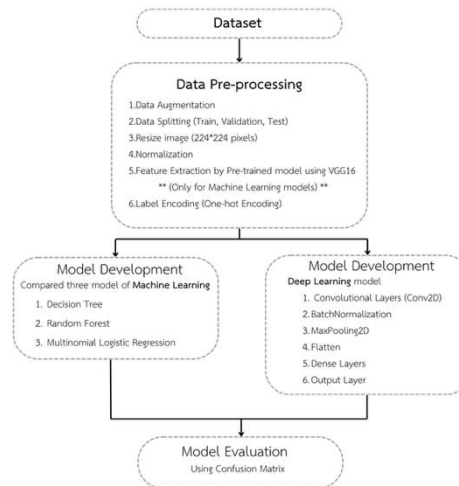 Dataset
Data Pre-processing
1.Data Augmentation
2.Data Splitting (Train, Validation, Test)
3.Resize image (224*224 pixels)
4.Normalization
5.Feature Extraction by Pre-trained model using VGG16
** (Only for Machine Learning models) **
6.Label Encoding (One-hot Encoding)
Model Development
Compared three model of Machine Learning
1. Decision Tree
2. Random Forest
3. Multinomial Logistic Regression
Model Development
Deep Learning model
1. Convolutional Layers (Conv2D)
2. BatchNormalization
3. MaxPooling2D
4. Flatten
5. Dense Layers
6. Output Layer
Model Evaluation
Using Confusion Matrix